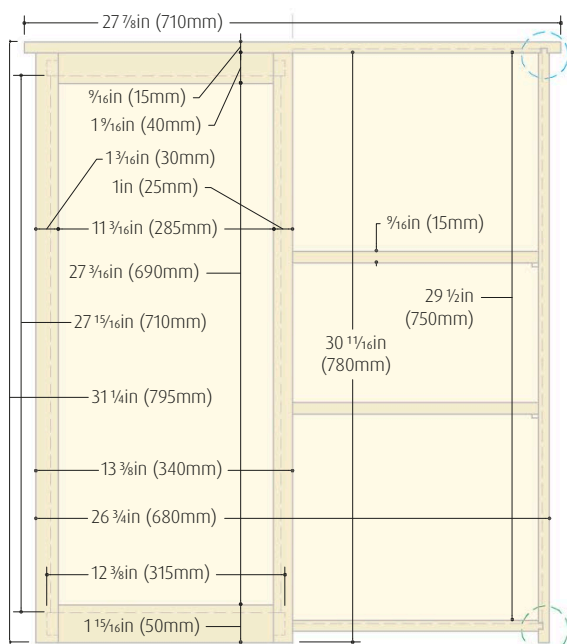 27 ⅞in (710mm)
9⁄16in (15mm)
1 9⁄16in (40mm)
1 3⁄16in (30mm)
1in (25mm)
11 3⁄16in (285mm)
9⁄16in (15mm)
27 3⁄16in (690mm)
29 ½in
(750mm)
27 15⁄16in (710mm)
30 11⁄16in
(780mm)
31 ¼in (795mm)
13 ⅜in (340mm)
26 ¾in (680mm)
12 ⅜in (315mm)
1 15⁄16in (50mm)